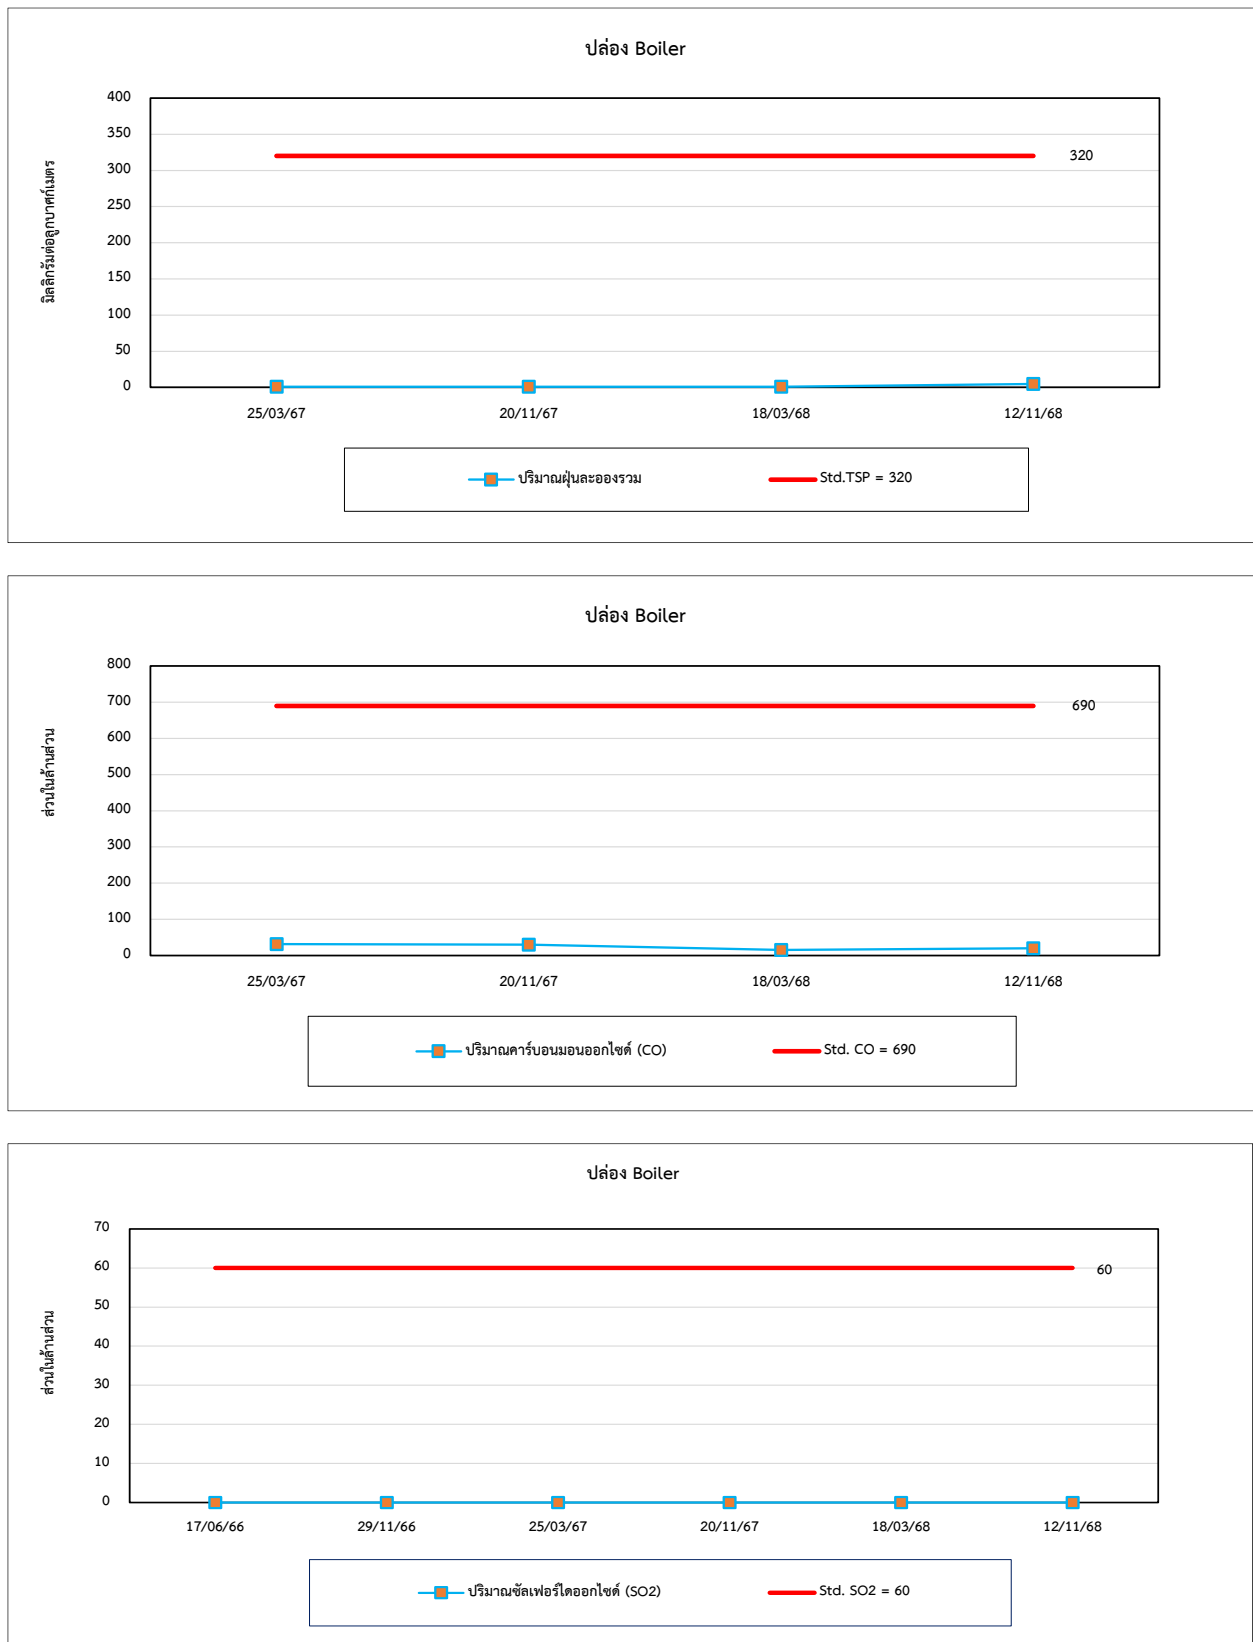 ปล่อง Boiler
400
350
300
250
200
150
100
50
0
มิลลิกรัมต่อลูกบาศก์เมตร
320
25/03/67 20/11/67 18/03/68 12/11/68
ปริมาณฝุ่นละอองรวม Std.TSP = 320
ปล่อง Boiler
800
700
600
500
400
300
200
100
0
ส่วนในล้านส่วน
690
25/03/67 20/11/67 18/03/68 12/11/68
ปริมาณคาร์บอนมอนออกไซด์ (CO) Std. CO = 690
ปล่อง Boiler
70
60
50
40
30
20
10
0
ส่วนในล้านส่วน
60
17/06/66 29/11/66 25/03/67 20/11/67 18/03/68 12/11/68
ปริมาณซัลเฟอร์ไดออกไซด์ (SO2) Std. SO2 = 60